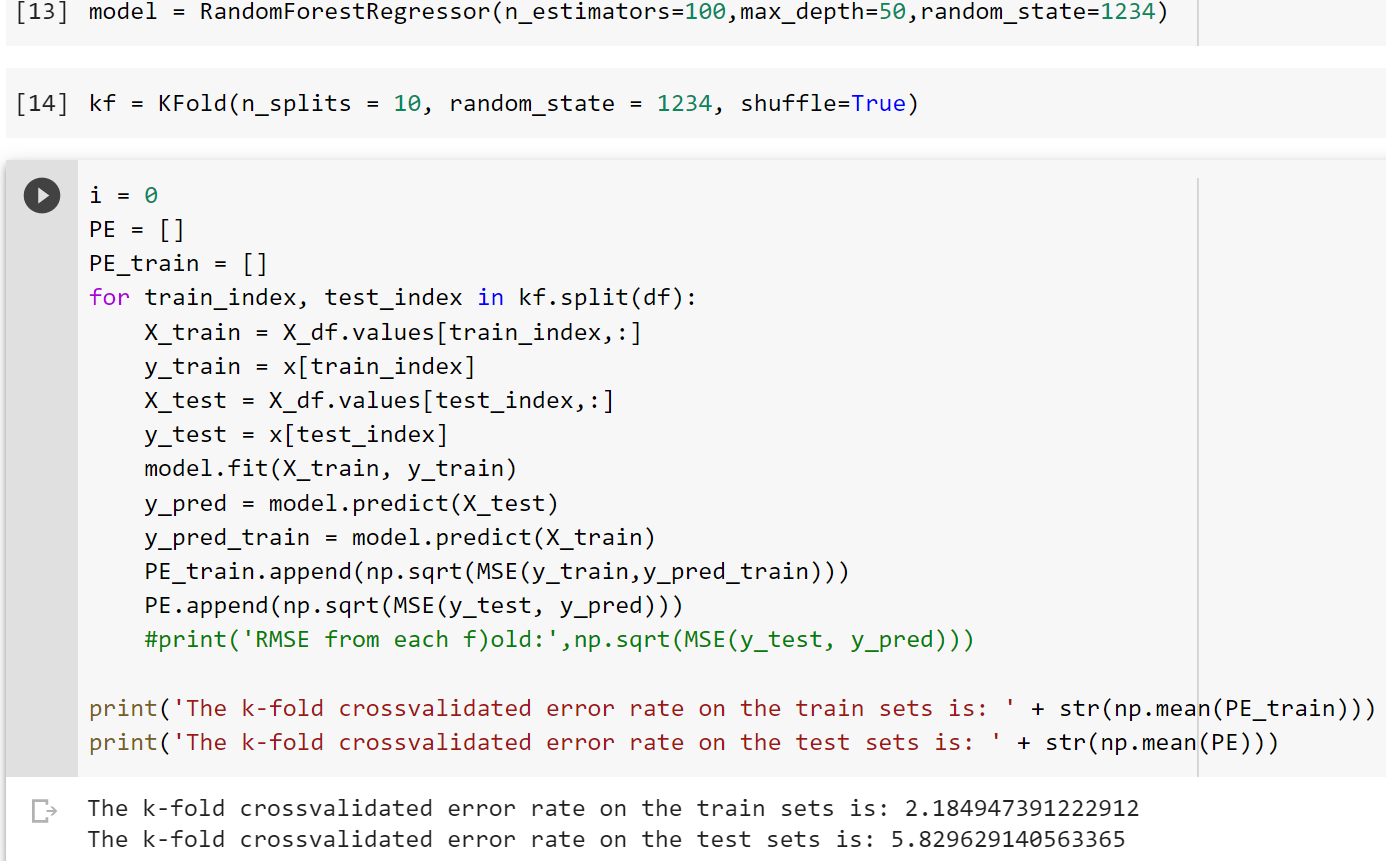 [13] model = RandomForestRegressor(n_estimators=100,max_depth=50,random_state=1234)
[14] kf = KFold(n_splits = 10, random_state = 1234, shuffle=True)
i = 0
PE = []
PE_train = []
for train_index, test_index in kf.split(df):
    X_train = X_df.values[train_index,:]
    y_train = x[train_index]
    X_test = X_df.values[test_index,:]
    y_test = x[test_index]
    model.fit(X_train, y_train)
    y_pred = model.predict(X_test)
    y_pred_train = model.predict(X_train)
    PE_train.append(np.sqrt(MSE(y_train,y_pred_train)))
    PE.append(np.sqrt(MSE(y_test, y_pred)))
    #print('RMSE from each f)old:',np.sqrt(MSE(y_test, y_pred)))
print('The k-fold crossvalidated error rate on the train sets is: ' + str(np.mean(PE_train)))
print('The k-fold crossvalidated error rate on the test sets is: ' + str(np.mean(PE)))
The k-fold crossvalidated error rate on the train sets is: 2.184947391222912
The k-fold crossvalidated error rate on the test sets is: 5.829629140563365